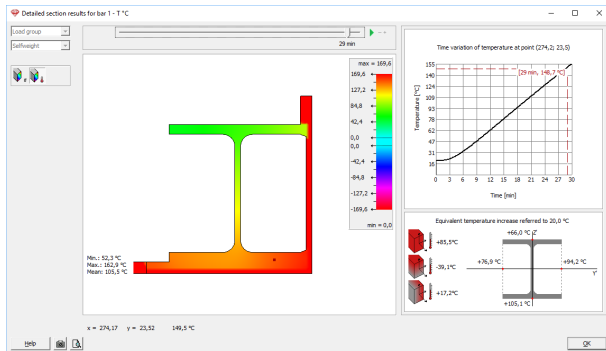 Detailed section results for bar 1 - T °C
Load group
Selfweight
29 min
max = 169,6
169,6
127,2
84,8
42,4
0,0
0,0
-42,4
-84,8
-127,2
-169,6
min = 0,0
Min.: 52,3 °C
Max.: 162,9 °C
Mean: 105,5 °C
x = 274,17 y = 23,52 149,5 °C
Time variation of temperature at point (274,2; 23,5)
[29 min, 148,7 °C]
Temperature [°C]
155
140
124
109
93
78
62
47
31
16
0 3 6 9 12 15 18 21 24 27 30
Time [min]
Equivalent temperature increase referred to 20,0 °C
+85,5°C
-39,1°C
+17,2°C
+66,0 °C
Z'
+76,9 °C
+94,2 °C
Y'
+105,1 °C
Help
OK